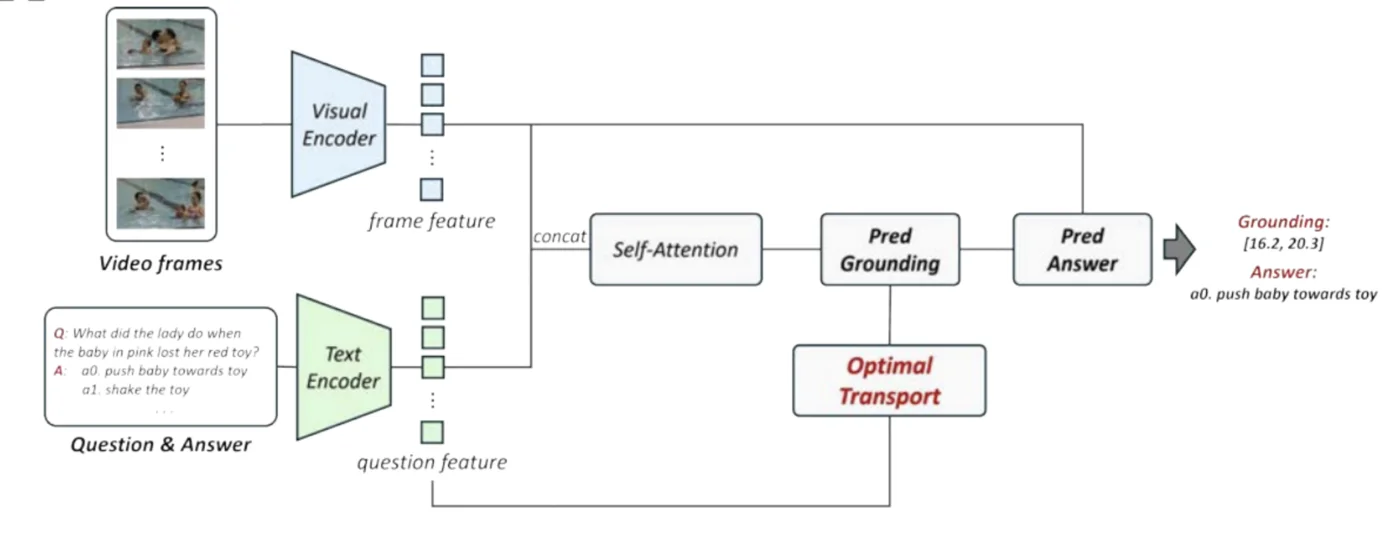 Visual
Encoder
frame feature
Video frames
concat
Self-Attention
Pred
Grounding
Pred
Answer
Grounding:
[16.2, 20.3]
Answer:
a0. push baby towards toy
Q: What did the lady do when
the baby in pink lost her red toy?
A: a0. push baby towards toy
a1. shake the toy
...
Question & Answer
Text
Encoder
question feature
Optimal
Transport